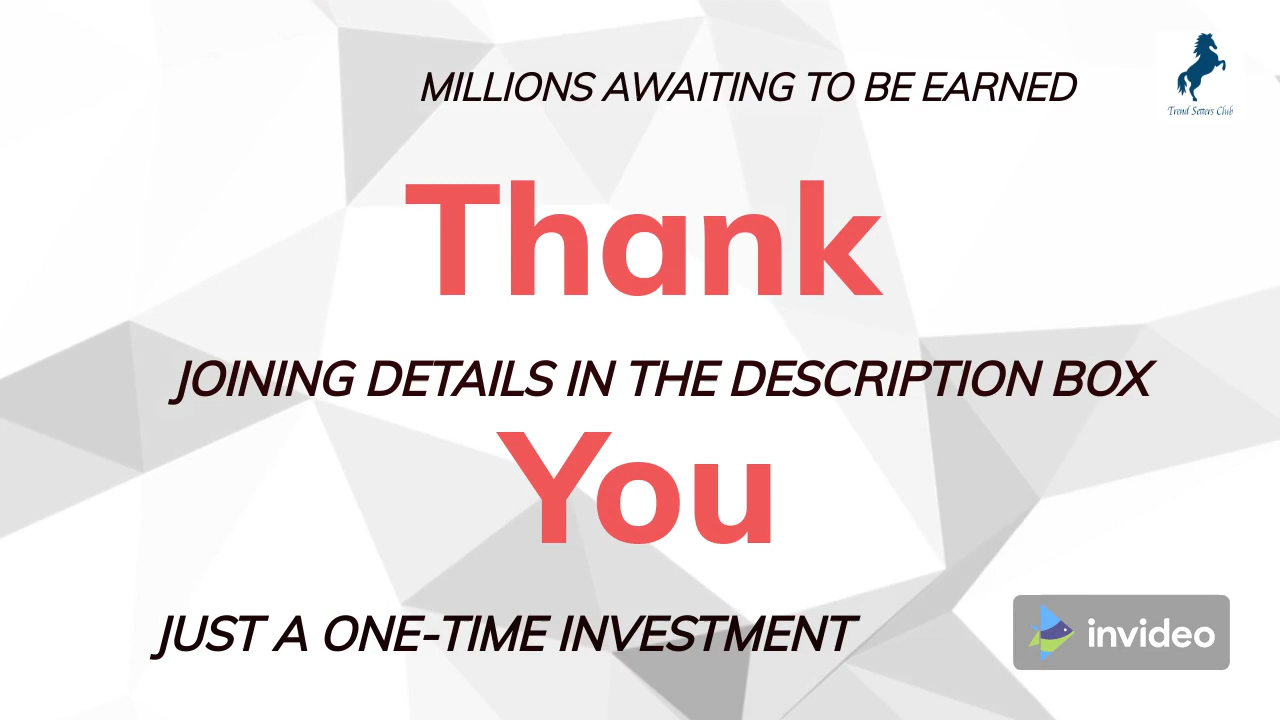 MILLIONS AWAITING TO BE EARNED
Trend Setters Club
Thank
JOINING DETAILS IN THE DESCRIPTION BOX
You
JUST A ONE-TIME INVESTMENT
invideo